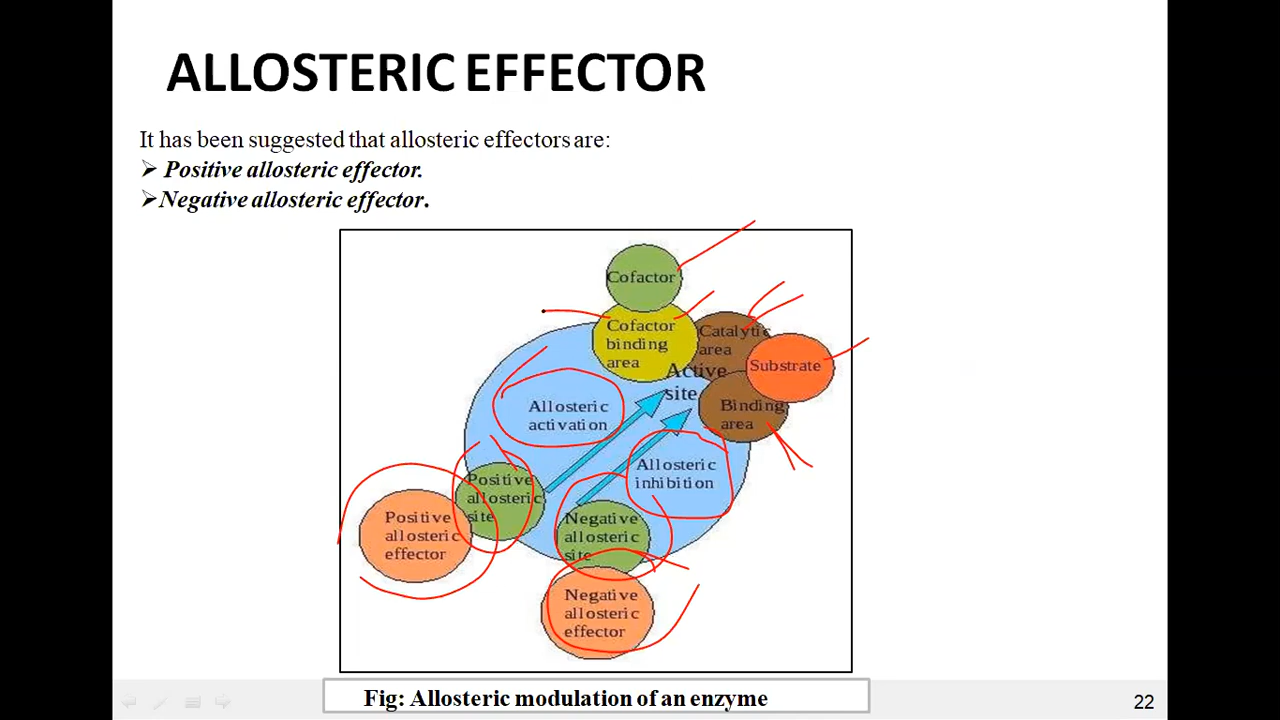 ALLOSTERIC EFFECTOR
It has been suggested that allosteric effectors are:
➢ Positive allosteric effector.
➢Negative allosteric effector.
Cofactor
Cofactor
binding
area
Catalytic
area
Substrate
Active
site
Binding
area
Allosteric
activation
Allosteric
inhibition
Positive
allosteric
site
Negative
allosteric
site
Positive
allosteric
effector
Negative
allosteric
effector
Fig: Allosteric modulation of an enzyme
22